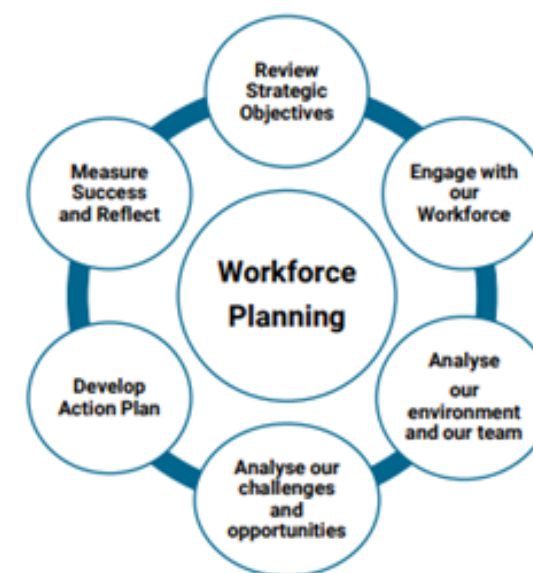 Review
Strategic
Objectives
Engage with
our
Workforce
Analyse
our
environment
and our team
Analyse our
challenges
and
opportunities
Develop
Action Plan
Measure
Success
and Reflect
Workforce
Planning